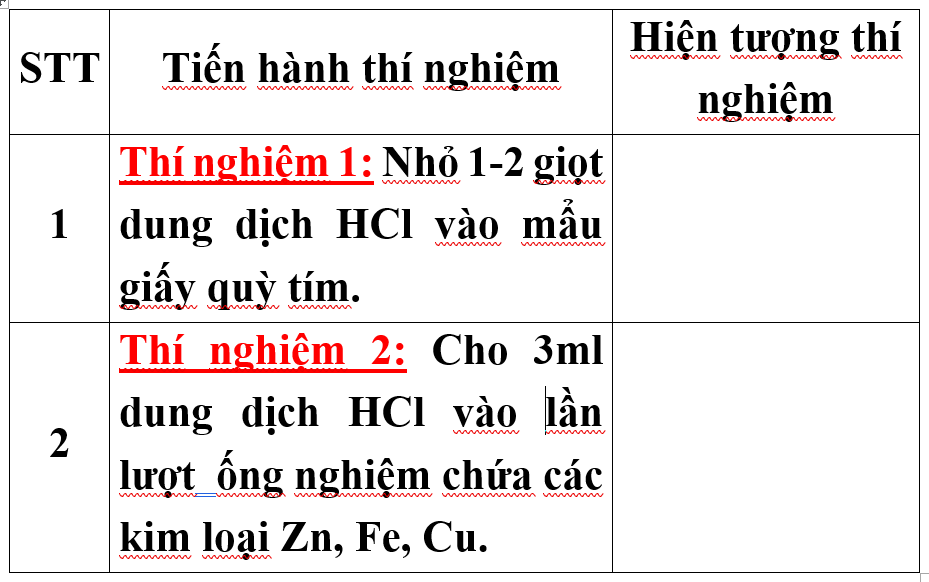 STT
Tiến hành thí nghiệm
Hiện tượng thí
nghiệm
1
Thí nghiệm 1: Nhỏ 1-2 giọt
dung dịch HCl vào mẩu
giấy quỳ tím.
2
Thí nghiệm 2: Cho 3ml
dung dịch HCl vào lần
lượt ống nghiệm chứa các
kim loại Zn, Fe, Cu.